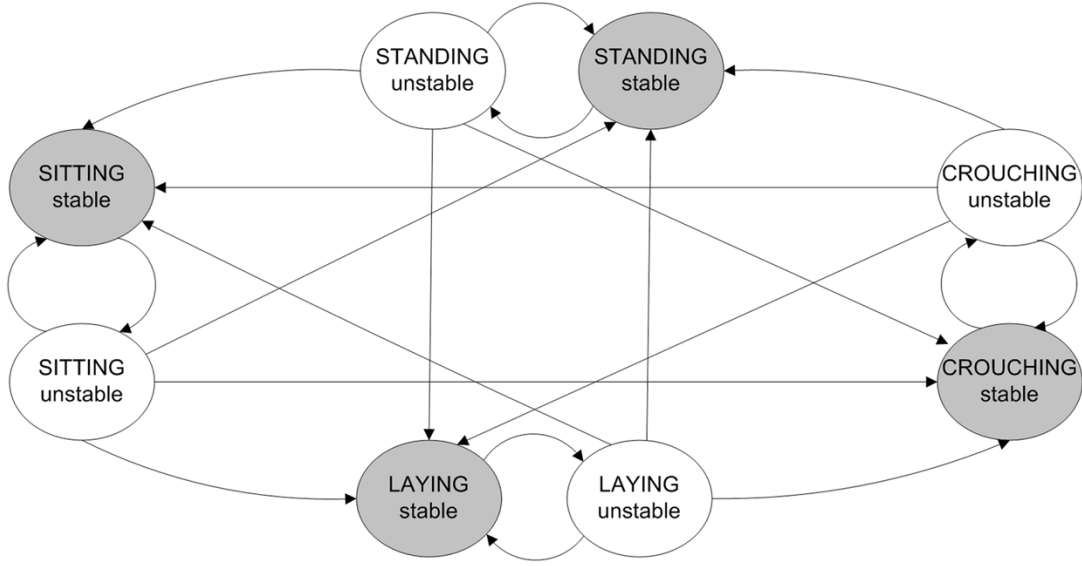 STANDING
unstable
STANDING
stable
SITTING
stable
CROUCHING
unstable
SITTING
unstable
CROUCHING
stable
LAYING
stable
LAYING
unstable